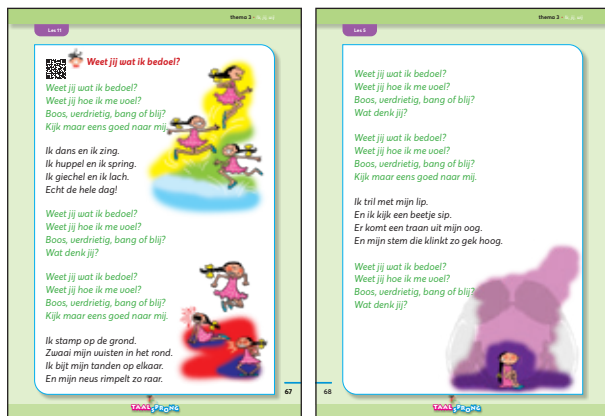 thema 3
Les 11
Weet jij wat ik bedoel?
Weet jij wat ik bedoel?
Weet jij hoe ik me voel?
Boos, verdrietig, bang of blij?
Kijk maar eens goed naar mij.
Ik dans en ik zing.
Ik huppel en ik spring.
Ik giechel en ik lach.
Echt de hele dag!
Weet jij wat ik bedoel?
Weet jij hoe ik me voel?
Boos, verdrietig, bang of blij?
Wat denk jij?
Weet jij wat ik bedoel?
Weet jij hoe ik me voel?
Boos, verdrietig, bang of blij?
Kijk maar eens goed naar mij.
Ik stamp op de grond.
Zwaai mijn vuisten in het rond.
Ik bijt mijn tanden op elkaar.
En mijn neus rimpelt zo raar.
67
TAALSPRONG
thema 3
Les 5
Weet jij wat ik bedoel?
Weet jij hoe ik me voel?
Boos, verdrietig, bang of blij?
Wat denk jij?
Weet jij wat ik bedoel?
Weet jij hoe ik me voel?
Boos, verdrietig, bang of blij?
Kijk maar eens goed naar mij.
Ik tril met mijn lip.
En ik kijk een beetje sip.
Er komt een traan uit mijn oog.
En mijn stem die klinkt zo gek hoog.
Weet jij wat ik bedoel?
Weet jij hoe ik me voel?
Boos, verdrietig, bang of blij?
Wat denk jij?
68
TAALSPRONG